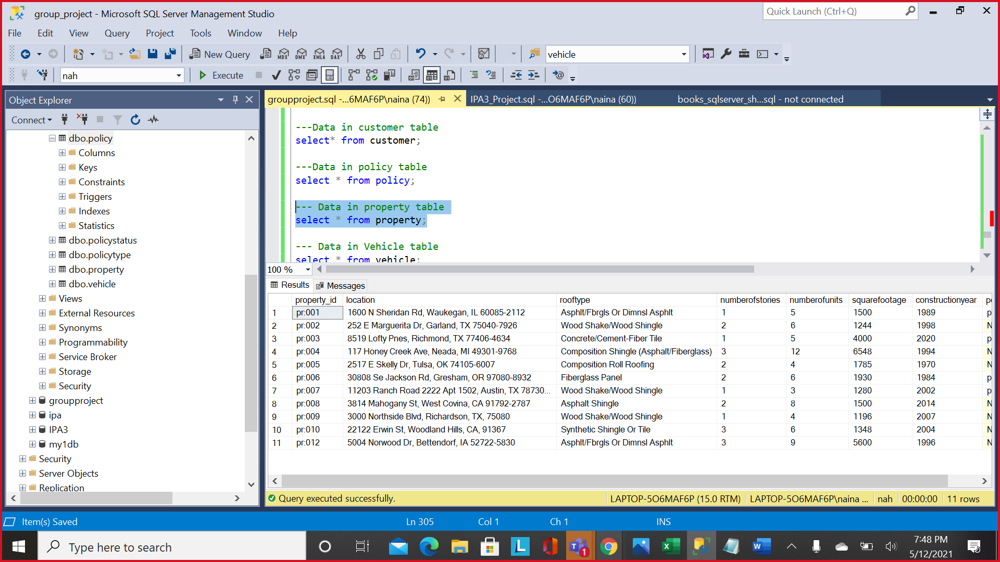 group_project - Microsoft SQL Server Management Studio
Quick Launch (Ctrl+Q)
File Edit View Query Project Tools Window Help
New Query MDX DMX XMLA DAX vehicle
nah Execute
Object Explorer
groupproject.sql -...6MAF6P\naina (74)) IPA3_Project.sql -...O6MAF6P\naina (60)) books_sqlserver_sh...sql - not connected
Connect
dbo.policy
Columns
Keys
Constraints
Triggers
Indexes
Statistics
dbo.policystatus
dbo.policytype
dbo.property
dbo.vehicle
Views
External Resources
Synonyms
Programmability
Service Broker
Storage
Security
groupproject
ipa
IPA3
my1db
Security
Server Objects
Replication
---Data in customer table
select* from customer;
---Data in policy table
select * from policy;
--- Data in property table
select * from property;
--- Data in Vehicle table
select * from vehicle;
100 %
Results Messages
property_id location rooftype numberofstories numberofunits squarefootage constructionyear
1 pr:001 1600 N Sheridan Rd, Waukegan, IL 60085-2112 Asphlt/Fbrgls Or Dimnsl Asphlt 1 5 1500 1989 p
2 pr:002 252 E Marguerita Dr, Garland, TX 75040-7926 Wood Shake/Wood Shingle 2 6 1244 1998 N
3 pr:003 8519 Lofty Pnes, Richmond, TX 77406-4634 Concrete/Cement-Fiber Tile 1 5 4000 2020 p
4 pr:004 117 Honey Creek Ave, Neada, MI 49301-9768 Composition Shingle (Asphalt/Fiberglass) 3 12 6548 1994 N
5 pr:005 2517 E Skelly Dr, Tulsa, OK 74105-6007 Composition Roll Roofing 2 4 1785 1970 N
6 pr:006 30808 Se Jackson Rd, Gresham, OR 97080-8932 Fiberglass Panel 2 6 1930 1984 p
7 pr:007 11203 Ranch Road 2222 Apt 1502, Austin, TX 78730... Wood Shake/Wood Shingle 1 3 1280 2002 p
8 pr:008 3814 Mahogany St, West Covina, CA 91792-2787 Asphalt Shingle 2 8 1500 2014 N
9 pr:009 3000 Northside Blvd, Richardson, TX, 75080 Wood Shake/Wood Shingle 1 4 1196 2007 N
10 pr:010 22122 Erwin St, Woodland Hills, CA, 91367 Synthetic Shingle Or Tile 3 6 1348 2004 N
11 pr:012 5004 Norwood Dr, Bettendorf, IA 52722-5830 Asphlt/Fbrgls Or Dimnsl Asphlt 3 9 5600 1996 N
Query executed successfully. LAPTOP-5O6MAF6P (15.0 RTM) LAPTOP-5O6MAF6P\naina ... nah 00:00:00 11 rows
Item(s) Saved Ln 305 Col 1 Ch 1 INS
Type here to search
L T 1 X W
7:48 PM
5/12/2021